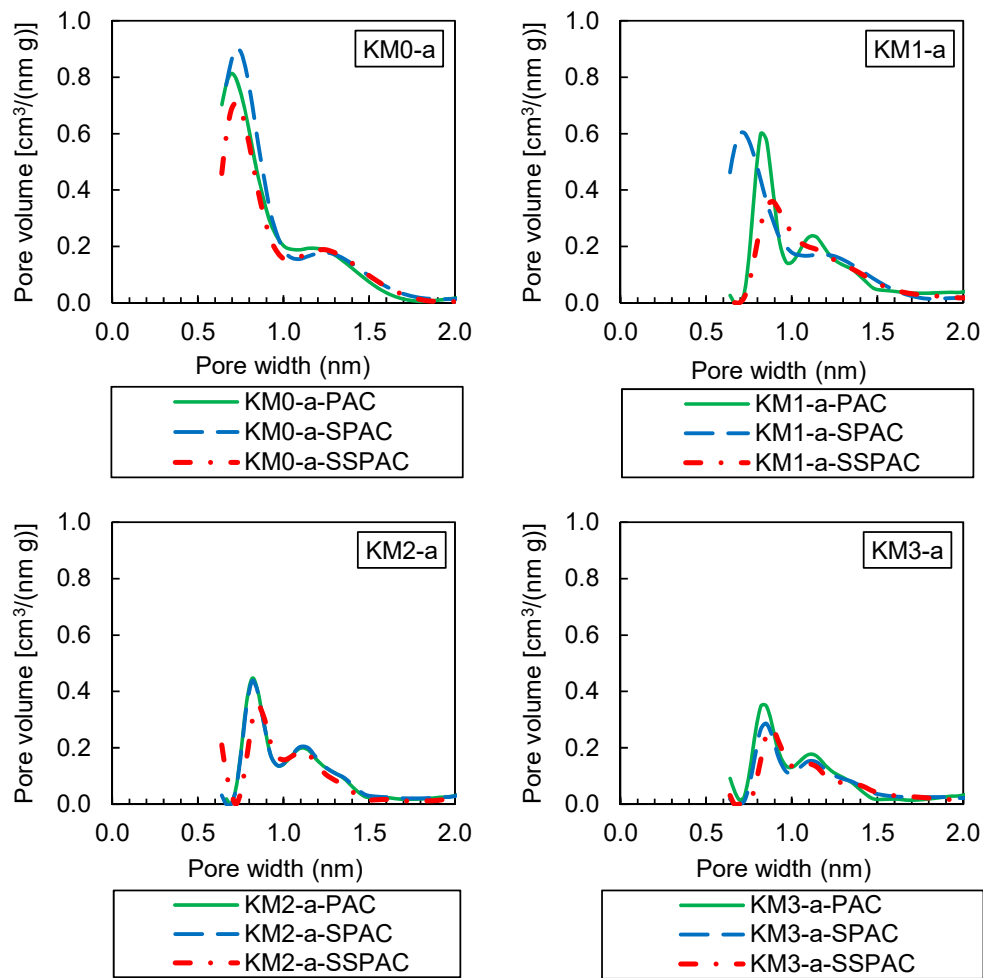 KM0-a
Pore volume [cm³/(nm g)]
1.0
0.8
0.6
0.4
0.2
0.0
0.0 0.5 1.0 1.5 2.0
Pore width (nm)
KM0-a-PAC
KM0-a-SPAC
KM0-a-SSPAC
KM1-a
Pore volume [cm³/(nm g)]
1.0
0.8
0.6
0.4
0.2
0.0
0.0 0.5 1.0 1.5 2.0
Pore width (nm)
KM1-a-PAC
KM1-a-SPAC
KM1-a-SSPAC
KM2-a
Pore volume [cm³/(nm g)]
1.0
0.8
0.6
0.4
0.2
0.0
0.0 0.5 1.0 1.5 2.0
Pore width (nm)
KM2-a-PAC
KM2-a-SPAC
KM2-a-SSPAC
KM3-a
Pore volume [cm³/(nm g)]
1.0
0.8
0.6
0.4
0.2
0.0
0.0 0.5 1.0 1.5 2.0
Pore width (nm)
KM3-a-PAC
KM3-a-SPAC
KM3-a-SSPAC